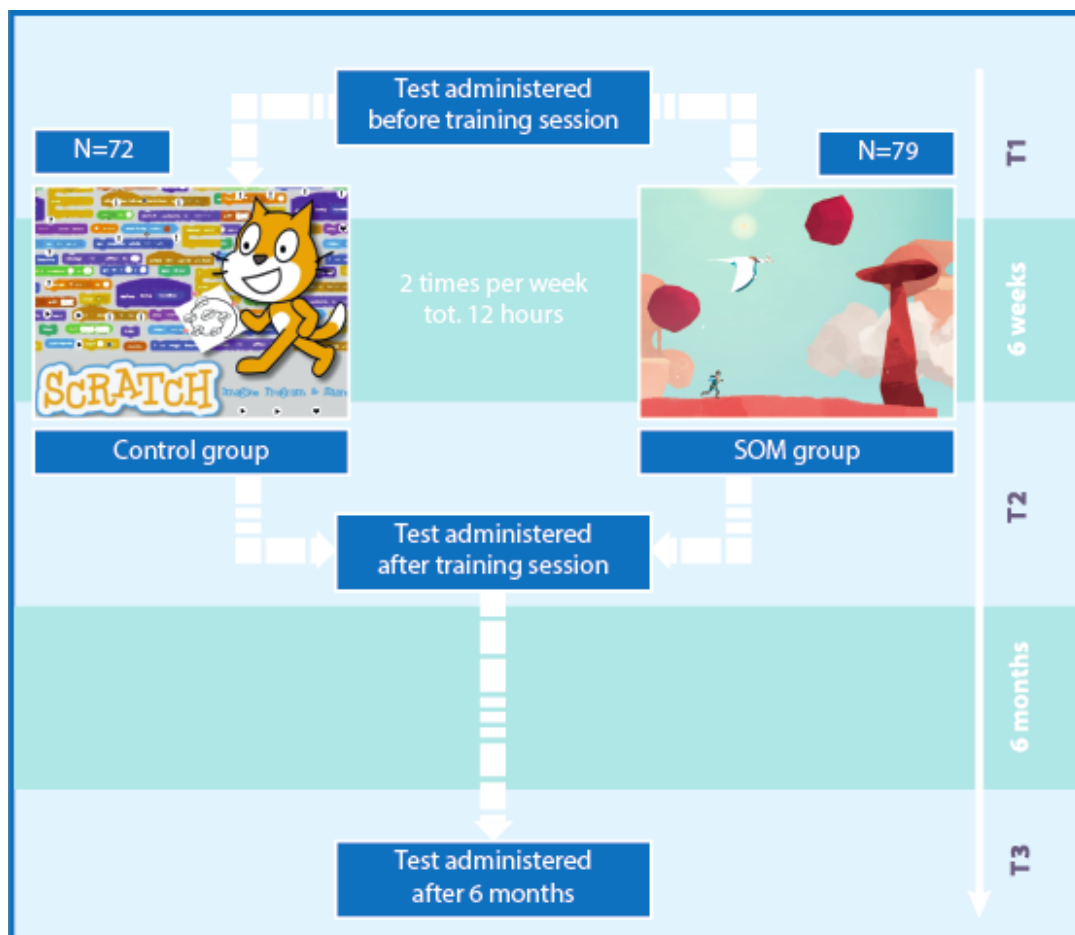 Test administered
before training session
N=72
N=79
T1
SCRATCH
2 times per week
tot. 12 hours
6 weeks
Control group
SOM group
T2
Test administered
after training session
6 months
Test administered
after 6 months
T3